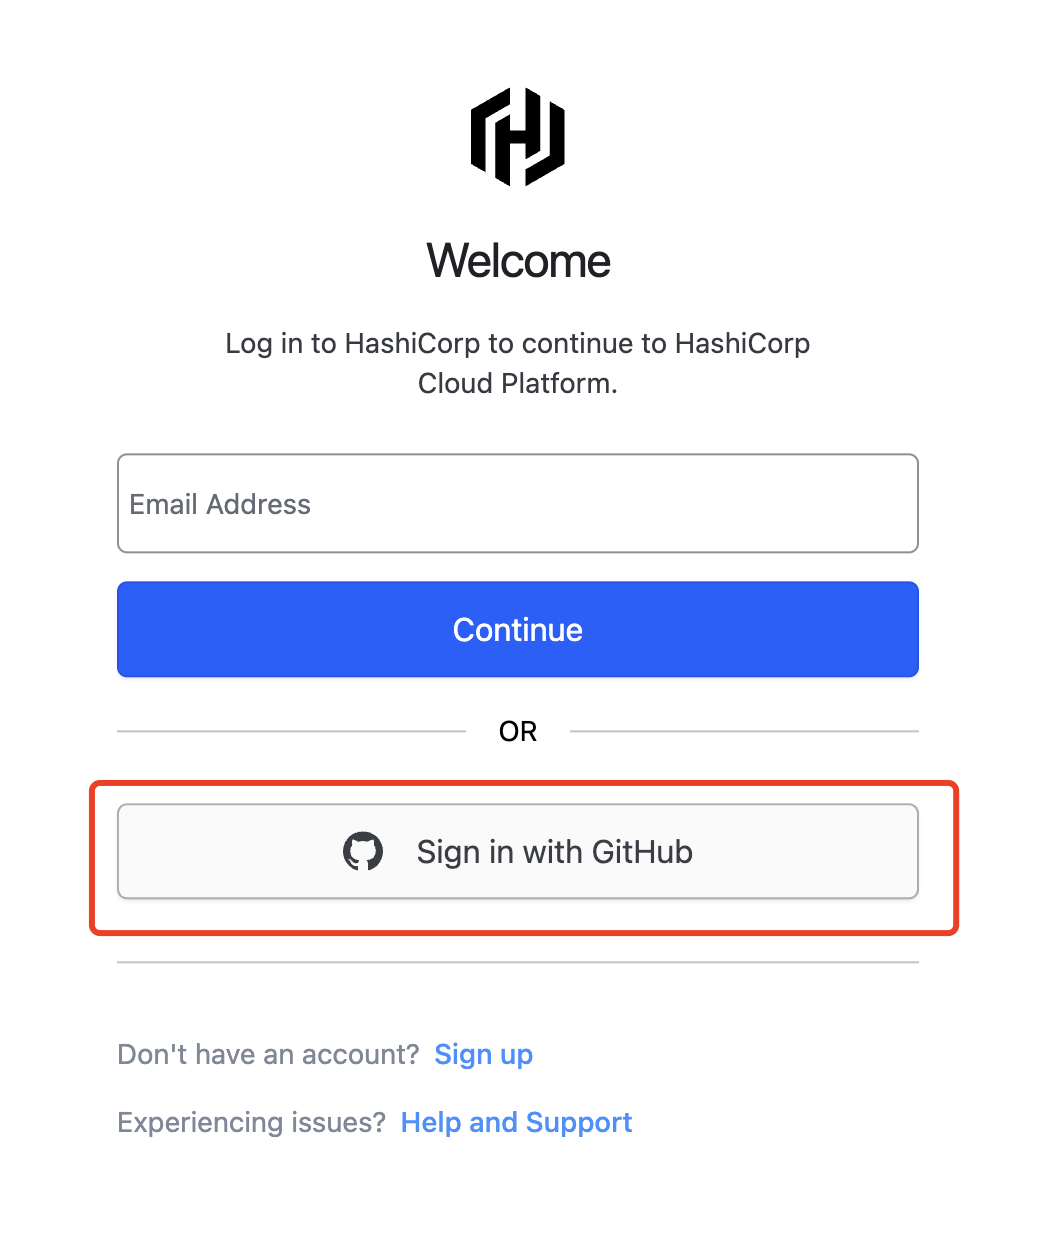 Welcome
Log in to HashiCorp to continue to HashiCorp
Cloud Platform.
Email Address
Continue
OR
Sign in with GitHub
Don't have an account? Sign up
Experiencing issues? Help and Support